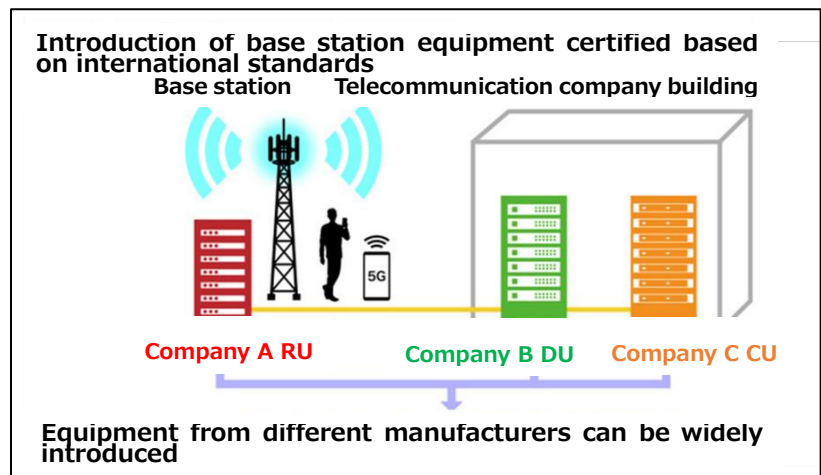 Introduction of base station equipment certified based
on international standards
Base station
Telecommunication company building
5G
Company A RU
Company B DU
Company C CU
Equipment from different manufacturers can be widely
introduced